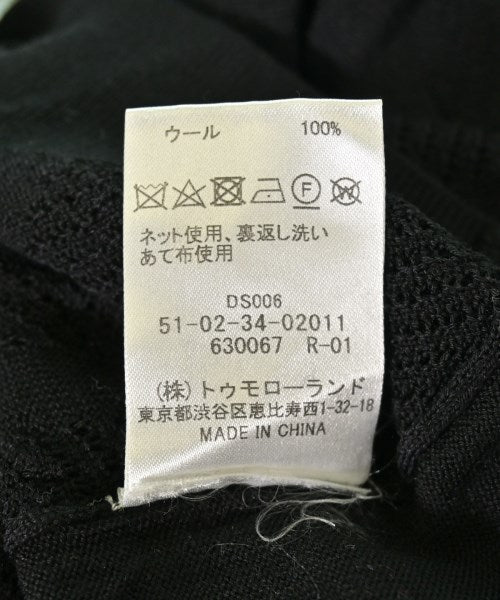 ウール 100%
F W
ネット使用、裏返し洗い
あて布使用
DS006
51-02-34-02011
630067 R-01
(株)トゥモローランド
東京都渋谷区恵比寿西1-32-18
MADE IN CHINA